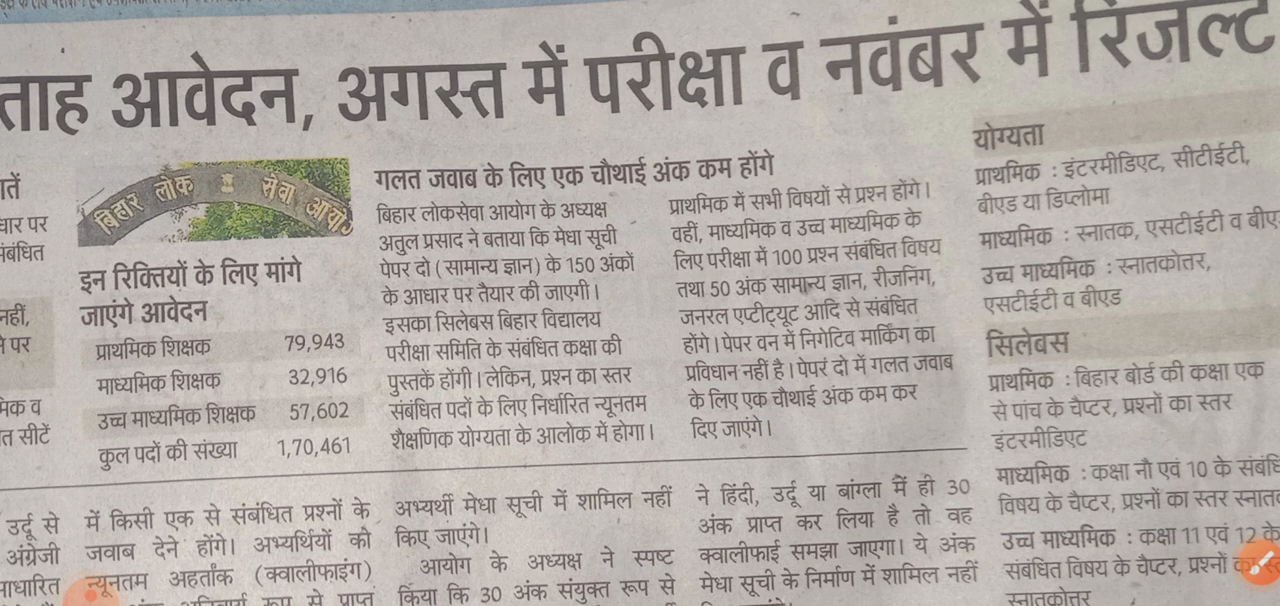 ताह आवेदन, अगस्त में परीक्षा व नवंबर में रिजल्ट
तें
धार पर
संबंधित
नहीं,
ने पर
मिक व
त सीटें
बिहार लोक सेवा आयोग
इन रिक्तियों के लिए मांगे
जाएंगे आवेदन
प्राथमिक शिक्षक 79,943
माध्यमिक शिक्षक 32,916
उच्च माध्यमिक शिक्षक 57,602
कुल पदों की संख्या 1,70,461
गलत जवाब के लिए एक चौथाई अंक कम होंगे
बिहार लोकसेवा आयोग के अध्यक्ष
अतुल प्रसाद ने बताया कि मेधा सूची
पेपर दो (सामान्य ज्ञान) के 150 अंकों
के आधार पर तैयार की जाएगी।
इसका सिलेबस बिहार विद्यालय
परीक्षा समिति के संबंधित कक्षा की
पुस्तकें होंगी। लेकिन, प्रश्न का स्तर
संबंधित पदों के लिए निर्धारित न्यूनतम
शैक्षणिक योग्यता के आलोक में होगा।
प्राथमिक में सभी विषयों से प्रश्न होंगे।
वहीं, माध्यमिक व उच्च माध्यमिक के
लिए परीक्षा में 100 प्रश्न संबंधित विषय
तथा 50 अंक सामान्य ज्ञान, रीजनिंग,
जनरल एप्टीट्यूट आदि से संबंधित
होंगे। पेपर वन में निगेटिव मार्किंग का
प्रविधान नहीं है। पेपर दो में गलत जवाब
के लिए एक चौथाई अंक कम कर
दिए जाएंगे।
योग्यता
प्राथमिक : इंटरमीडिएट, सीटीईटी,
बीएड या डिप्लोमा
माध्यमिक : स्नातक, एसटीईटी व बीए
उच्च माध्यमिक : स्नातकोत्तर,
एसटीईटी व बीएड
सिलेबस
प्राथमिक : बिहार बोर्ड की कक्षा एक
से पांच के चैप्टर, प्रश्नों का स्तर
इंटरमीडिएट
माध्यमिक : कक्षा नौ एवं 10 के संबंधि
विषय के चैप्टर, प्रश्नों का स्तर स्नातक
उच्च माध्यमिक : कक्षा 11 एवं 12 के
संबंधित विषय के चैप्टर, प्रश्नों का
स्नातकोत्तर
उर्दू से
अंग्रेजी
आधारित
में किसी एक से संबंधित प्रश्नों के
जवाब देने होंगे। अभ्यर्थियों को
न्यूनतम अहर्तांक (क्वालीफाइंग)
अनिवार्य रूप से प्राप्त
अभ्यर्थी मेधा सूची में शामिल नहीं
किए जाएंगे।
आयोग के अध्यक्ष ने स्पष्ट
किया कि 30 अंक संयुक्त रूप से
ने हिंदी, उर्दू या बांग्ला में ही 30
अंक प्राप्त कर लिया है तो वह
क्वालीफाई समझा जाएगा। ये अंक
मेधा सूची के निर्माण में शामिल नहीं